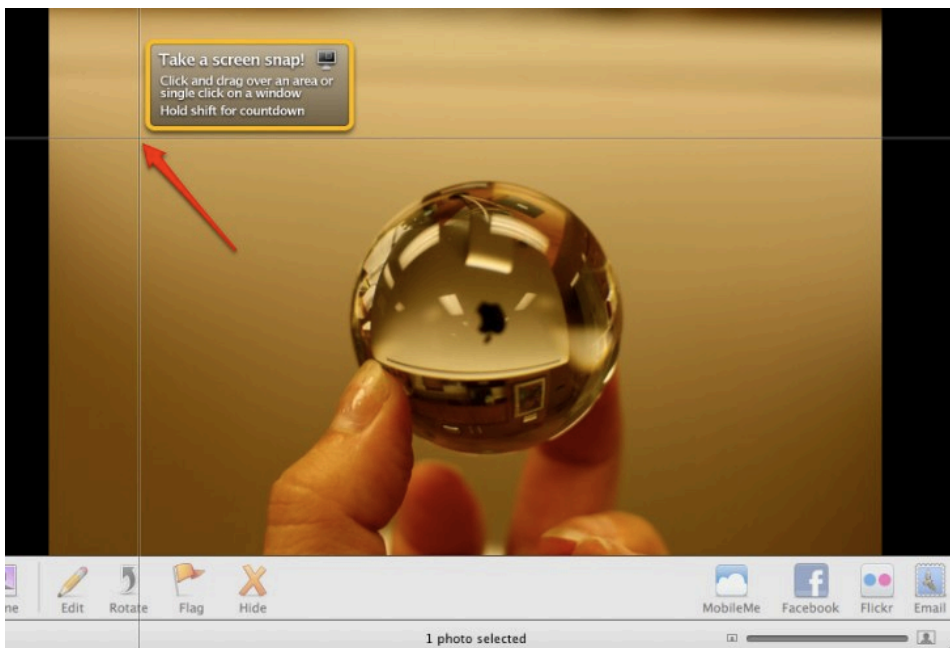 Take a screen snap!
Click and drag over an area or
single click on a window
Hold shift for countdown
ne
Edit
Rotate
Flag
Hide
MobileMe
Facebook
Flickr
Email
1 photo selected